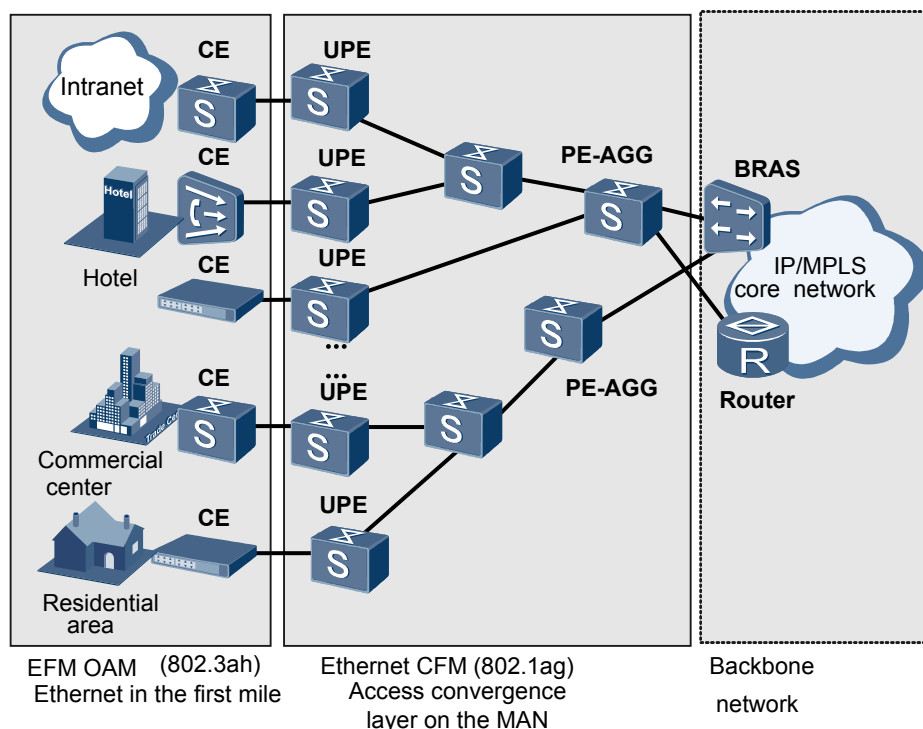 CE
UPE
Intranet
S
S
CE
UPE
PE-AGG
BRAS
S
Hotel
S
S
Hotel
CE
UPE
IP/MPLS
core network
S
S
...
...
R
CE
UPE
PE-AGG
Router
S
S
S
Commercial
center
CE
UPE
S
Residential
area
EFM OAM (802.3ah)
Ethernet in the first mile
Ethernet CFM (802.1ag)
Access convergence
layer on the MAN
Backbone
network